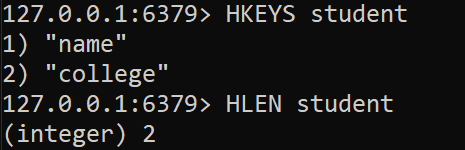 127.0.0.1:6379> HKEYS student
1) "name"
2) "college"
127.0.0.1:6379> HLEN student
(integer) 2